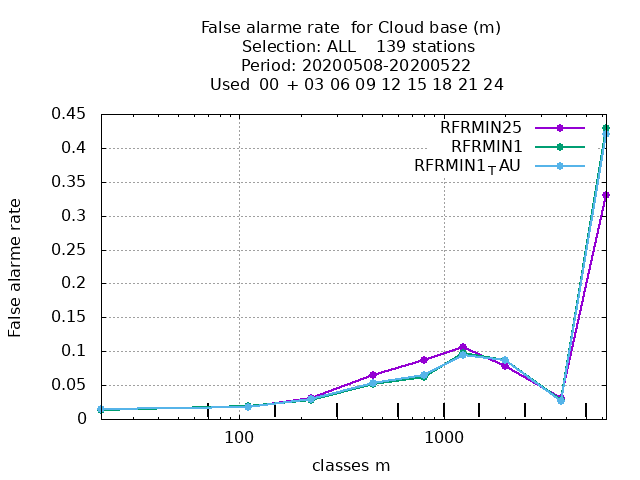 False alarme rate  for Cloud base (m)
Selection: ALL    139 stations
Period: 20200508-20200522
Used  00 + 03 06 09 12 15 18 21 24
0.45
0.4
0.35
0.3
0.25
0.2
0.15
0.1
0.05
0
False alarme rate
RFRMIN25
RFRMIN1
RFRMIN1TAU
100 1000
classes m